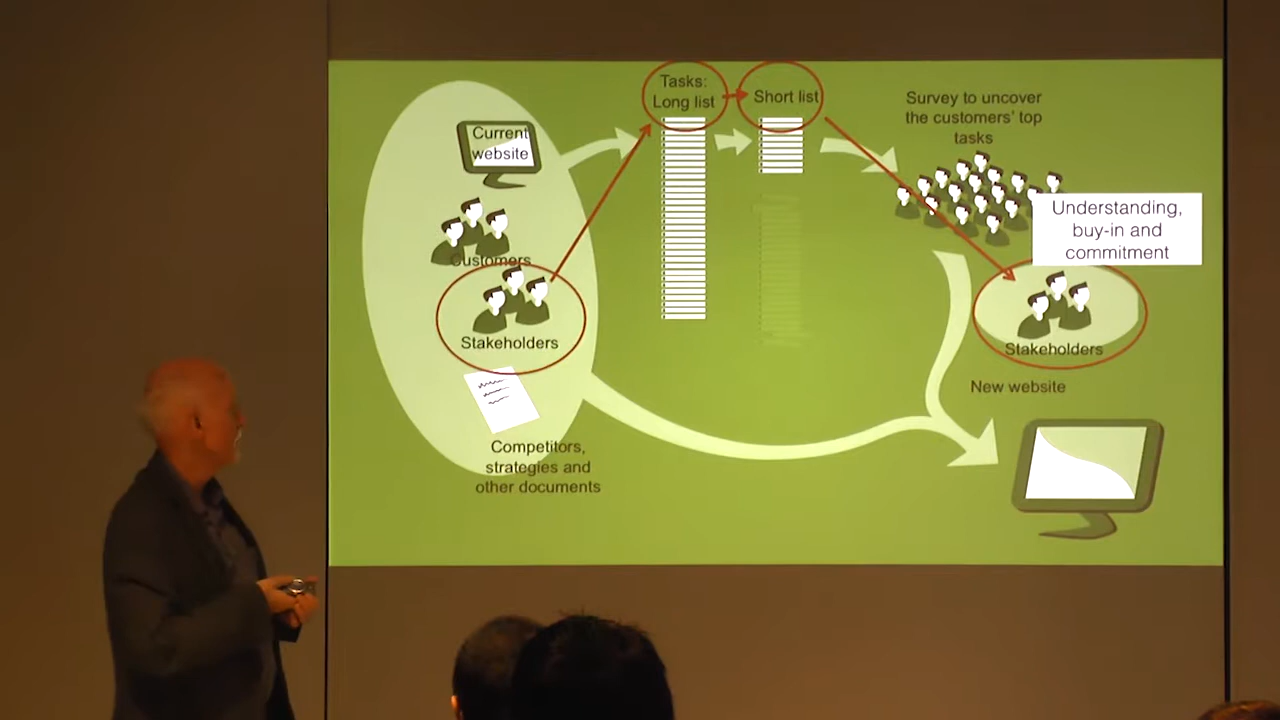 Tasks:
Long list
Short list
Survey to uncover
the customers' top
tasks
Current
website
Understanding,
buy-in and
commitment
Customers
Stakeholders
Stakeholders
New website
Competitors,
strategies and
other documents